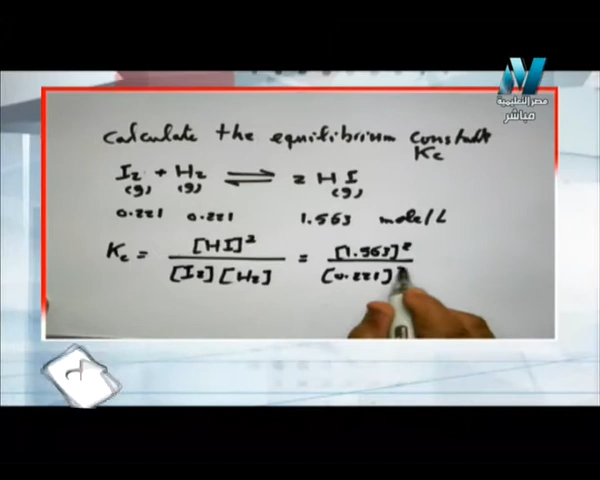 مصر التعليمية
مباشر
calculate the equilibrium constant
Kc
I2 + H2 ⇌ 2 H I
(g) (g) (g)
0.221 0.221 1.563 mole/L
Kc = [HI]² / [I2] [H2] = [1.563]² / [0.221]²